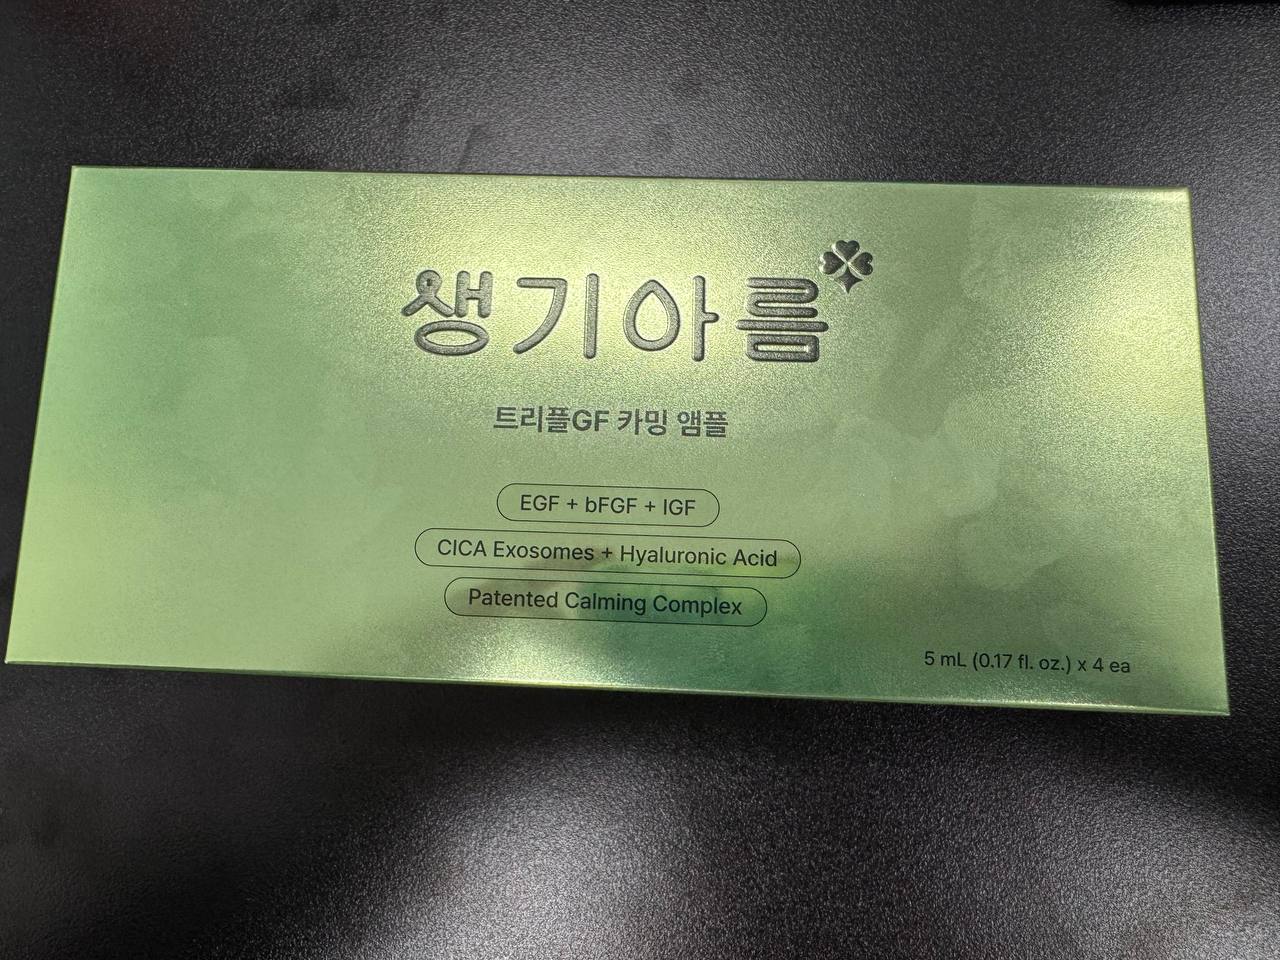 생기아름
트리플GF 카밍 앰플
EGF + bFGF + IGF
CICA Exosomes + Hyaluronic Acid
Patented Calming Complex
5 mL (0.17 fl. oz.) x 4 ea